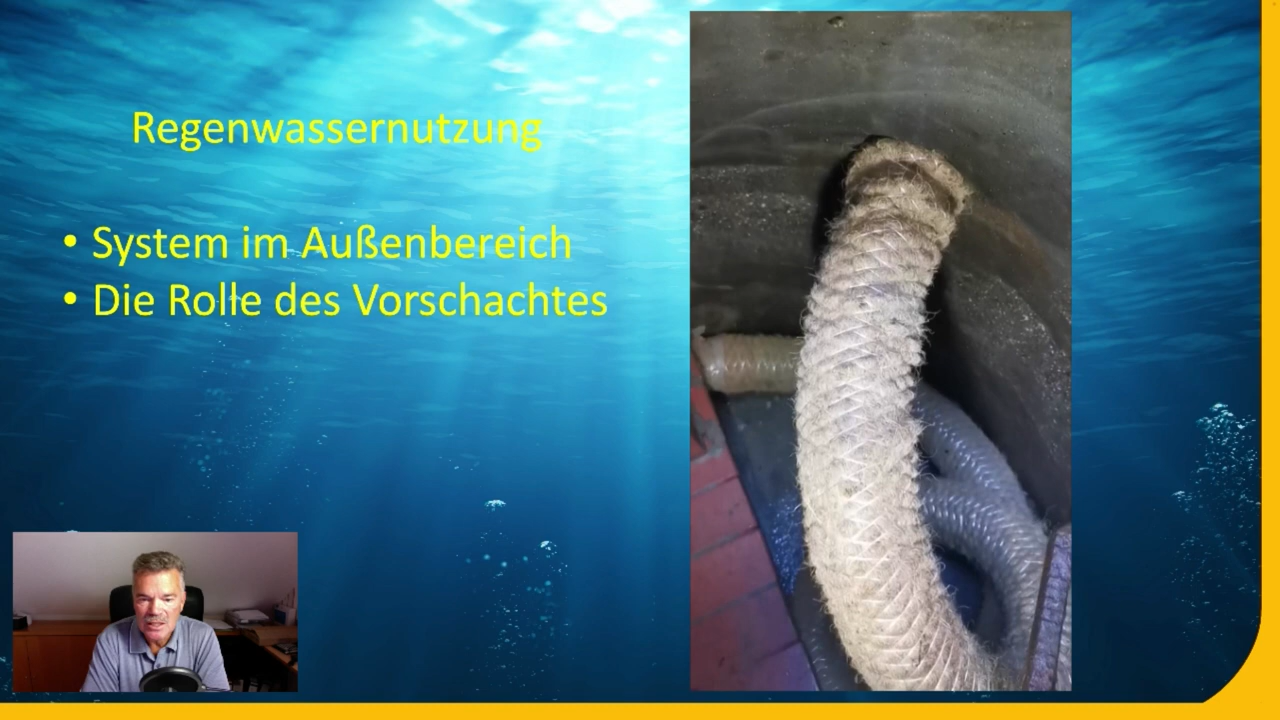 Regenwassernutzung
• System im Außenbereich
• Die Rolle des Vorschachtes